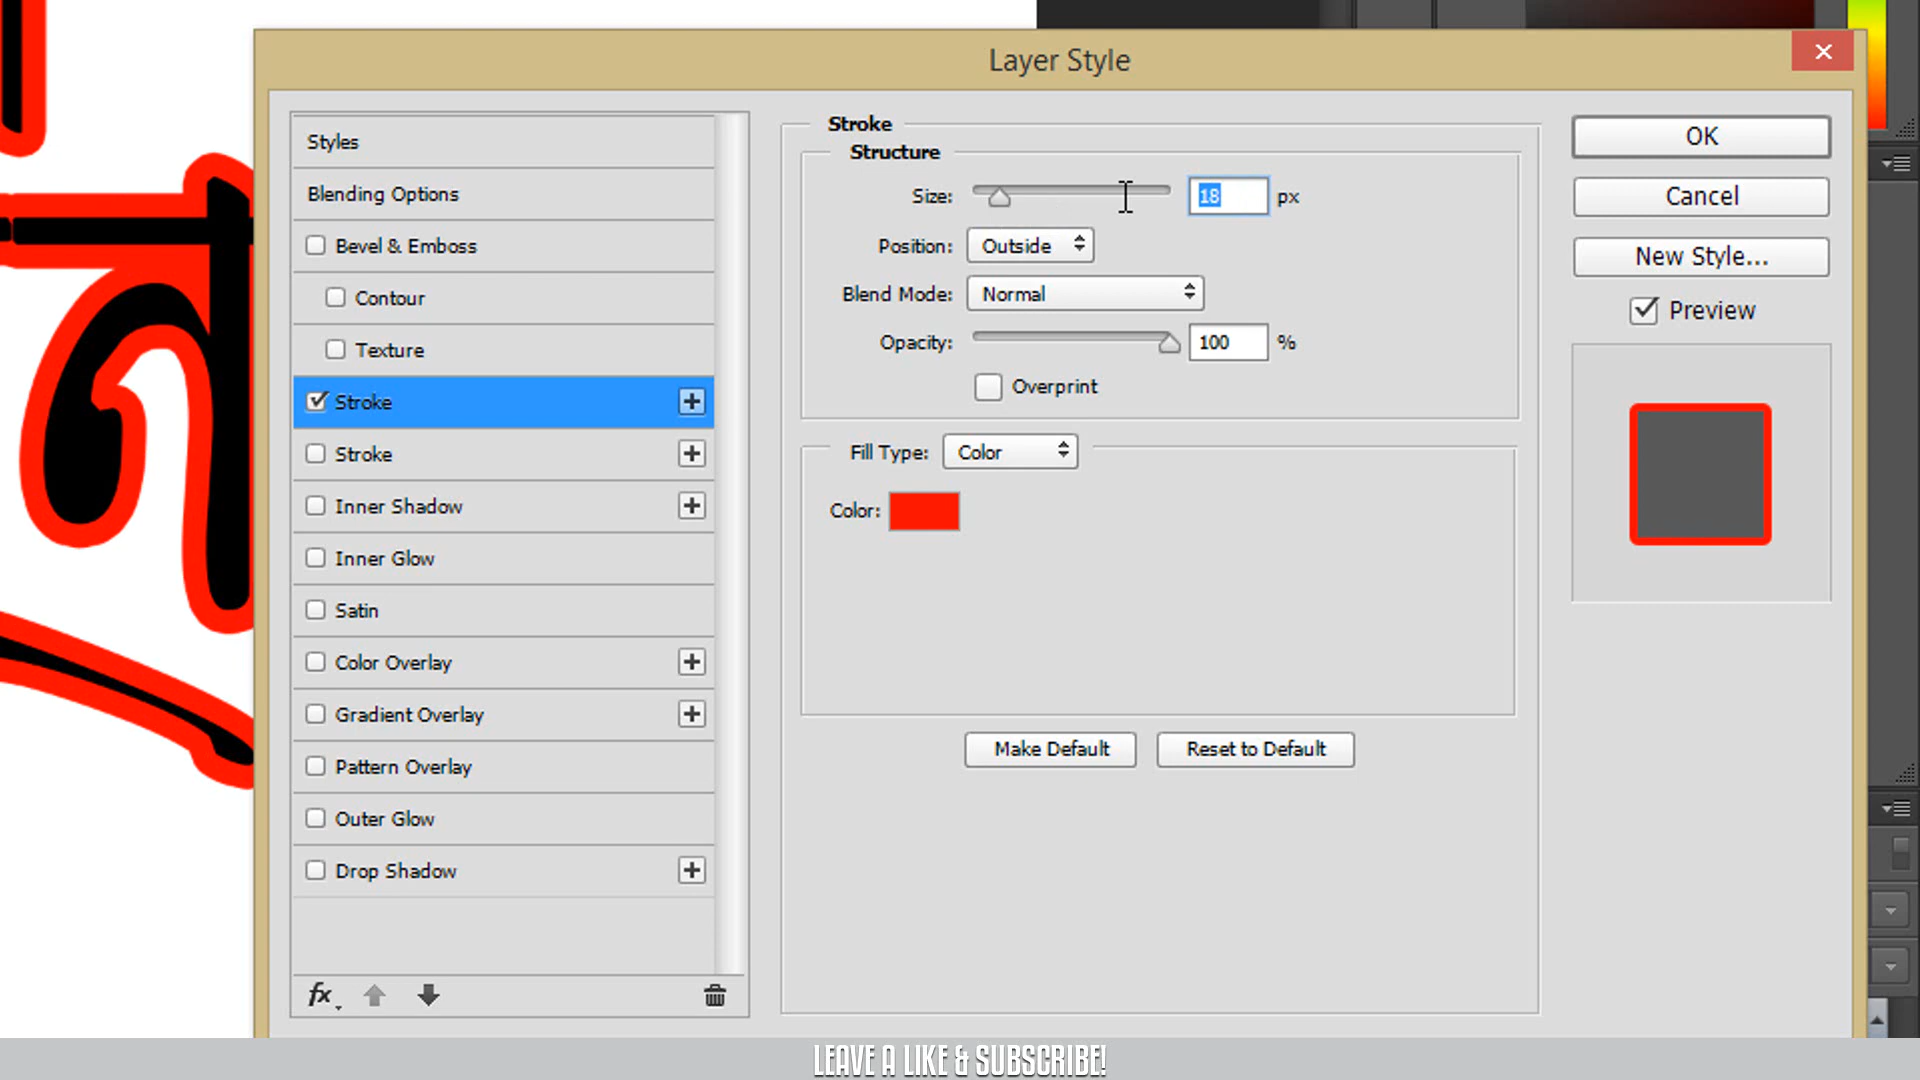 Layer Style
Styles
Blending Options
Bevel & Emboss
Contour
Texture
Stroke
Stroke
Inner Shadow
Inner Glow
Satin
Color Overlay
Gradient Overlay
Pattern Overlay
Outer Glow
Drop Shadow
fx
Stroke
Structure
Size: 18 px
Position: Outside
Blend Mode: Normal
Opacity: 100 %
Overprint
Fill Type: Color
Color:
Make Default Reset to Default
OK
Cancel
New Style...
Preview
LEAVE A LIKE & SUBSCRIBE!